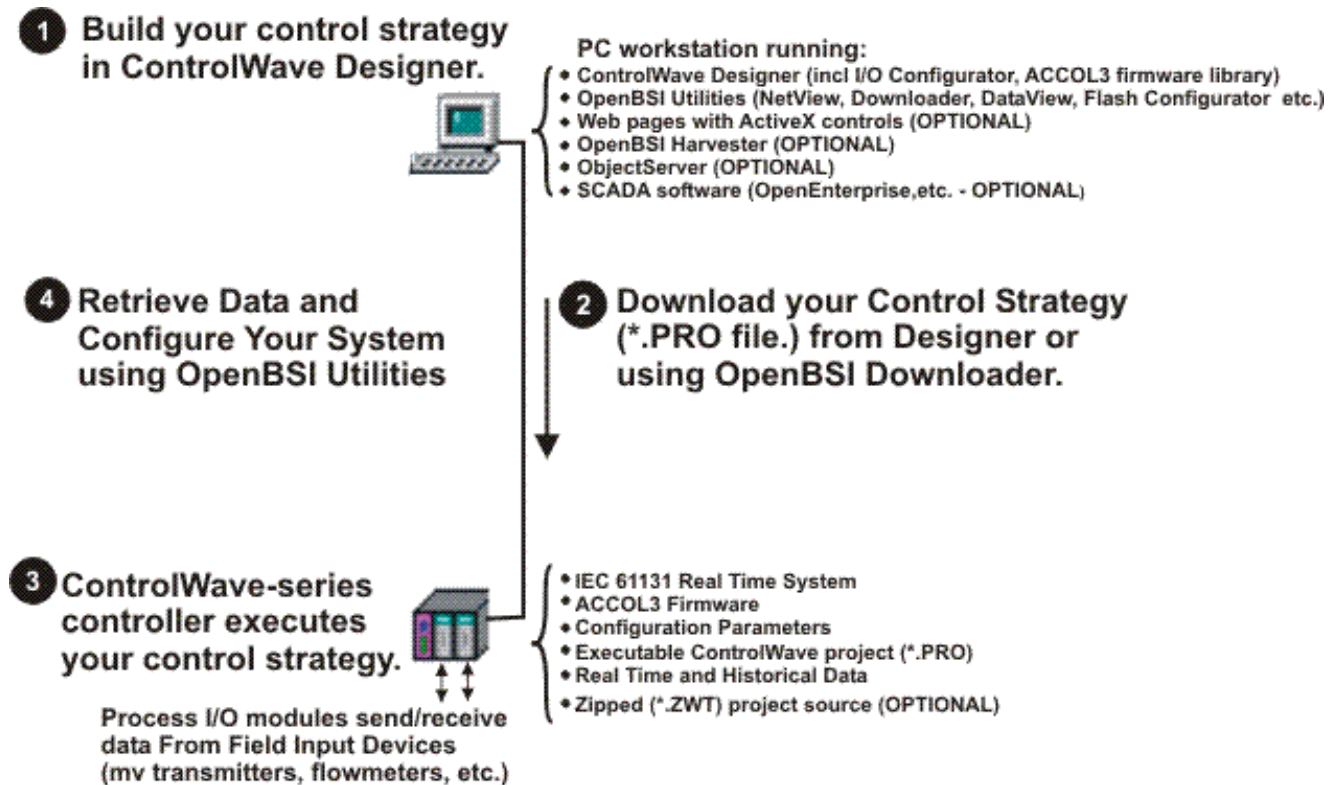 1 Build your control strategy
in ControlWave Designer.
PC workstation running:
• ControlWave Designer (incl I/O Configurator, ACCOL3 firmware library)
• OpenBSI Utilities (NetView, Downloader, DataView, Flash Configurator etc.)
• Web pages with ActiveX controls (OPTIONAL)
• OpenBSI Harvester (OPTIONAL)
• ObjectServer (OPTIONAL)
• SCADA software (OpenEnterprise,etc. - OPTIONAL)
4 Retrieve Data and
Configure Your System
using OpenBSI Utilities
2 Download your Control Strategy
(*.PRO file.) from Designer or
using OpenBSI Downloader.
3 ControlWave-series
controller executes
your control strategy.
• IEC 61131 Real Time System
• ACCOL3 Firmware
• Configuration Parameters
• Executable ControlWave project (*.PRO)
• Real Time and Historical Data
• Zipped (*.ZWT) project source (OPTIONAL)
Process I/O modules send/receive
data From Field Input Devices
(mv transmitters, flowmeters, etc.)